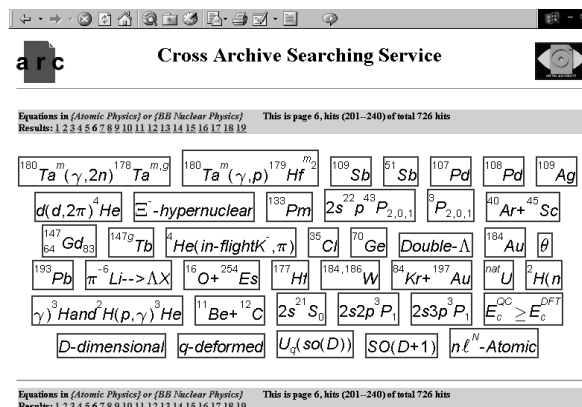 arc
Cross Archive Searching Service
Equations in {Atomic Physics} or {BB Nuclear Physics} This is page 6, hits (201--240) of total 726 hits
Results: 1 2 3 4 5 6 7 8 9 10 11 12 13 14 15 16 17 18 19
¹⁸⁰Taᵐ(γ,2n)¹⁷⁸Taᵐ,ᵍ ¹⁸⁰Taᵐ(γ,p)¹⁷⁹Hfᵐ₂ ¹⁰⁹Sb ⁵¹Sb ¹⁰⁷Pd ¹⁰⁸Pd ¹⁰⁹Ag
d(d,2π)⁴He Ξ⁻-hypernuclear ¹³³Pm 2s²²p⁴³P₂,₀,₁ ³P₂,₀,₁ ⁴⁰Ar+⁴⁵Sc
¹⁴⁷₆₄Gd₈₃ ¹⁴⁷ᵍTb ⁴He(in-flightK⁻,π) ³⁵Cl ⁷⁰Ge Double-Λ ¹⁸⁴Au θ
¹⁹³Pb π⁻⁶Li-->ΛX ¹⁶O+²⁵⁴Es ¹⁷⁷Hf ¹⁸⁴,¹⁸⁶W ⁸⁴Kr+¹⁹⁷Au ⁿᵃᵗU ²H(n
γ)³Hand²H(p,γ)³He ¹¹Be+¹²C 2s²¹S₀ 2s2p³P₁ 2s3p³P₁ E_c^{QC}≥E_c^{DFT}
D-dimensional q-deformed U_q(so(D)) SO(D+1) nℓᴺ-Atomic
Equations in {Atomic Physics} or {BB Nuclear Physics} This is page 6, hits (201--240) of total 726 hits
Results: 1 2 3 4 5 6 7 8 9 10 11 12 13 14 15 16 17 18 19